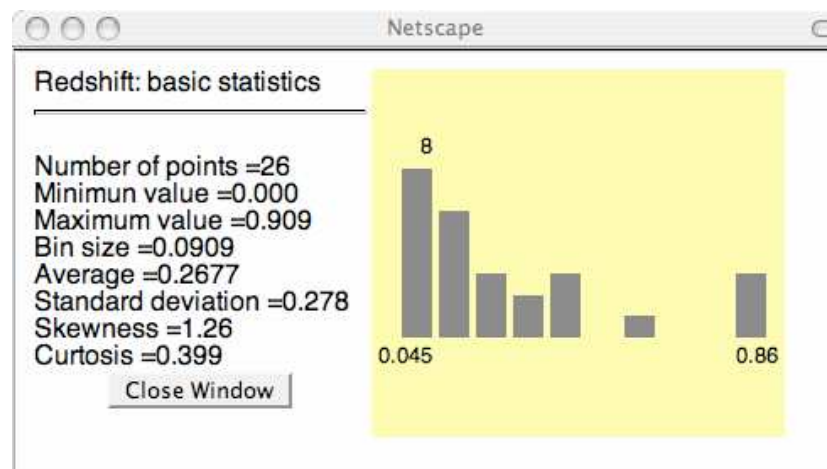 Netscape
Redshift: basic statistics
Number of points =26
Minimun value =0.000
Maximum value =0.909
Bin size =0.0909
Average =0.2677
Standard deviation =0.278
Skewness =1.26
Curtosis =0.399
Close Window
8
0.045
0.86